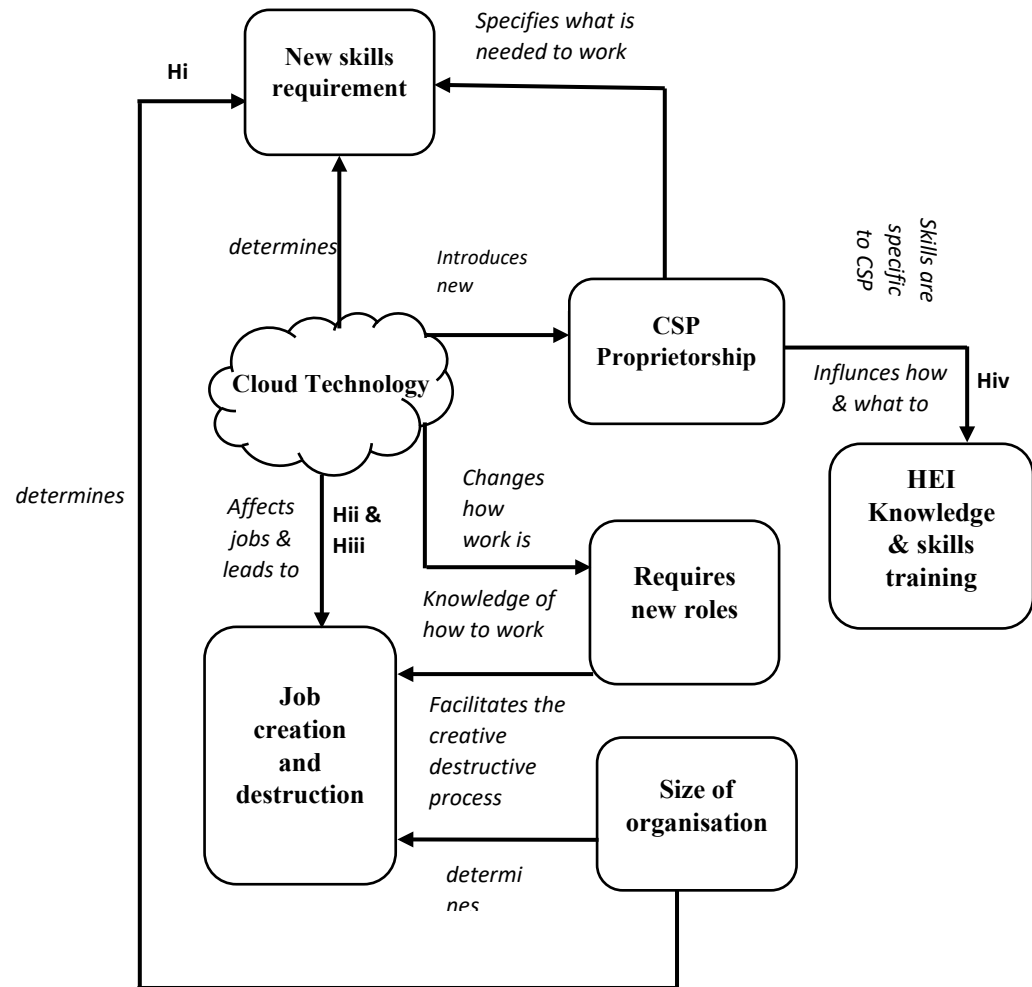 Specifies what is
needed to work
New skills
requirement
Hi
determines
Introduces
new
Skills are
specific
to CSP
CSP
Proprietorship
Cloud Technology
Influnces how
& what to
Hiv
determines
Affects
jobs &
leads to
Hii &
Hiii
Changes
how
work is
HEI
Knowledge
& skills
training
Requires
new roles
Knowledge of
how to work
Job
creation
and
destruction
Facilitates the
creative
destructive
process
Size of
organisation
determi
nes